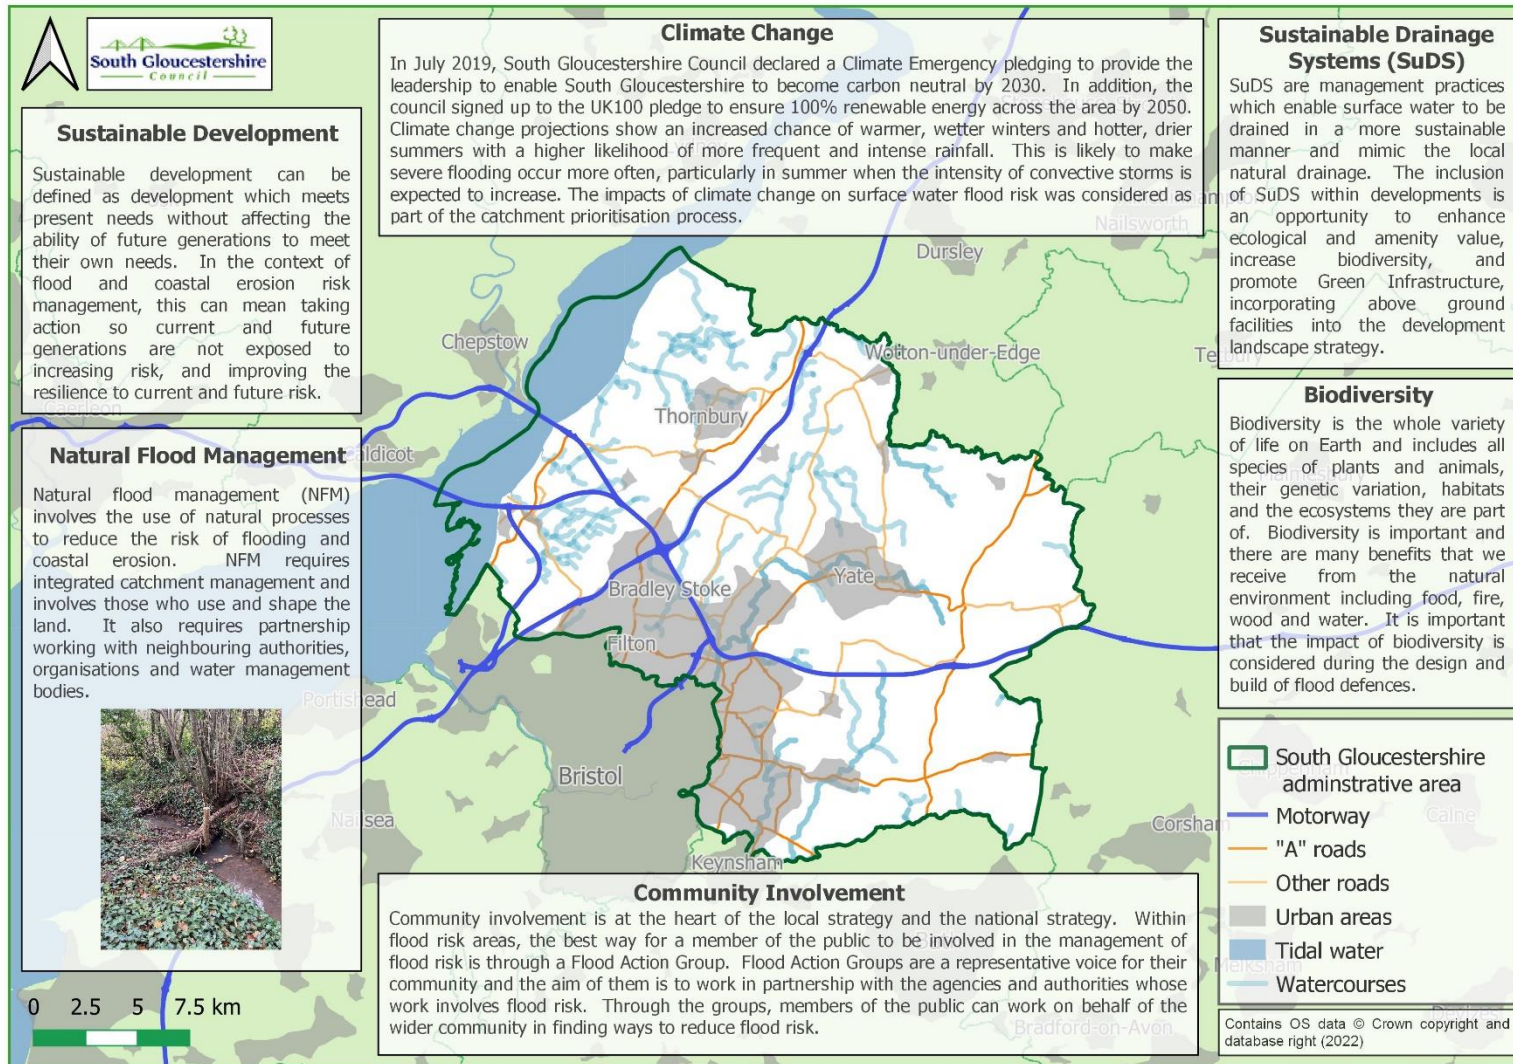 South Gloucestershire
Council
Sustainable Development
Sustainable development can be
defined as development which meets
present needs without affecting the
ability of future generations to meet
their own needs. In the context of
flood and coastal erosion risk
management, this can mean taking
action so current and future
generations are not exposed to
increasing risk, and improving the
resilience to current and future risk.
Natural Flood Management
Natural flood management (NFM)
involves the use of natural processes
to reduce the risk of flooding and
coastal erosion. NFM requires
integrated catchment management and
involves those who use and shape the
land. It also requires partnership
working with neighbouring authorities,
organisations and water management
bodies.
0 2.5 5 7.5 km
Climate Change
In July 2019, South Gloucestershire Council declared a Climate Emergency pledging to provide the
leadership to enable South Gloucestershire to become carbon neutral by 2030. In addition, the
council signed up to the UK100 pledge to ensure 100% renewable energy across the area by 2050.
Climate change projections show an increased chance of warmer, wetter winters and hotter, drier
summers with a higher likelihood of more frequent and intense rainfall. This is likely to make
severe flooding occur more often, particularly in summer when the intensity of convective storms is
expected to increase. The impacts of climate change on surface water flood risk was considered as
part of the catchment prioritisation process.
Nailsworth
Dursley
Chepstow
Wotton-under-Edge
Thornbury
Caerleon
aldicot
Yate
Bradley Stoke
Filton
Portishead
Bristol
Nailsea
Corsham
Keynsham
Community Involvement
Community involvement is at the heart of the local strategy and the national strategy. Within
flood risk areas, the best way for a member of the public to be involved in the management of
flood risk is through a Flood Action Group. Flood Action Groups are a representative voice for their
community and the aim of them is to work in partnership with the agencies and authorities whose
work involves flood risk. Through the groups, members of the public can work on behalf of the
wider community in finding ways to reduce flood risk.
Bradford-on-Avon
Sustainable Drainage
Systems (SuDS)
SuDS are management practices
which enable surface water to be
drained in a more sustainable
manner and mimic the local
natural drainage. The inclusion
of SuDS within developments is
an opportunity to enhance
ecological and amenity value,
increase biodiversity, and
promote Green Infrastructure,
incorporating above ground
facilities into the development
landscape strategy.
Tetbury
Biodiversity
Biodiversity is the whole variety
of life on Earth and includes all
species of plants and animals,
their genetic variation, habitats
and the ecosystems they are part
of. Biodiversity is important and
there are many benefits that we
receive from the natural
environment including food, fire,
wood and water. It is important
that the impact of biodiversity is
considered during the design and
build of flood defences.
Malmesbury
South Gloucestershire
adminstrative area
Motorway
"A" roads
Other roads
Urban areas
Tidal water
Watercourses
Chippenham
Calne
Melksham
Devizes
Contains OS data © Crown copyright and
database right (2022)